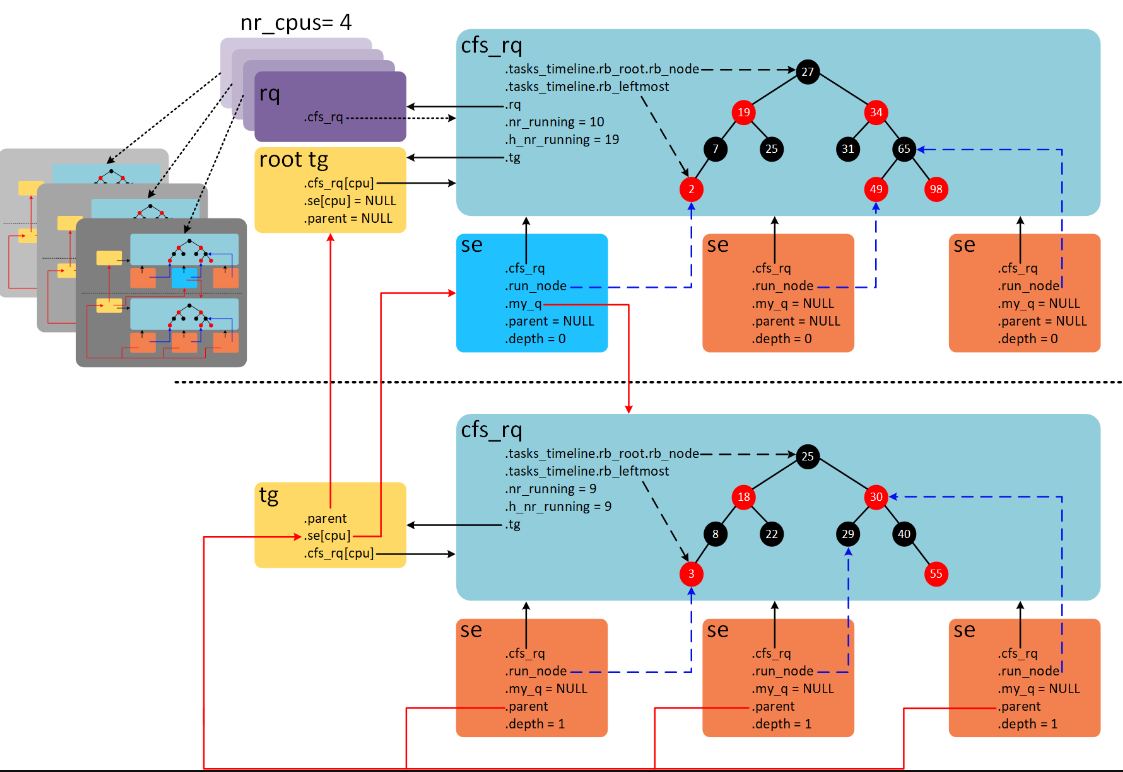 nr_cpus= 4
rq
.cfs_rq
root tg
.cfs_rq[cpu]
.se[cpu] = NULL
.parent = NULL
cfs_rq
.tasks_timeline.rb_root.rb_node
.tasks_timeline.rb_leftmost
.rq
.nr_running = 10
.h_nr_running = 19
.tg
27
19
34
7
25
31
65
2
49
98
se
.cfs_rq
.run_node
.my_q
.parent = NULL
.depth = 0
se
.cfs_rq
.run_node
.my_q = NULL
.parent = NULL
.depth = 0
se
.cfs_rq
.run_node
.my_q = NULL
.parent = NULL
.depth = 0
tg
.parent
.se[cpu]
.cfs_rq[cpu]
cfs_rq
.tasks_timeline.rb_root.rb_node
.tasks_timeline.rb_leftmost
.nr_running = 9
.h_nr_running = 9
.tg
25
18
30
8
22
29
40
3
55
se
.cfs_rq
.run_node
.my_q = NULL
.parent
.depth = 1
se
.cfs_rq
.run_node
.my_q = NULL
.parent
.depth = 1
se
.cfs_rq
.run_node
.my_q = NULL
.parent
.depth = 1